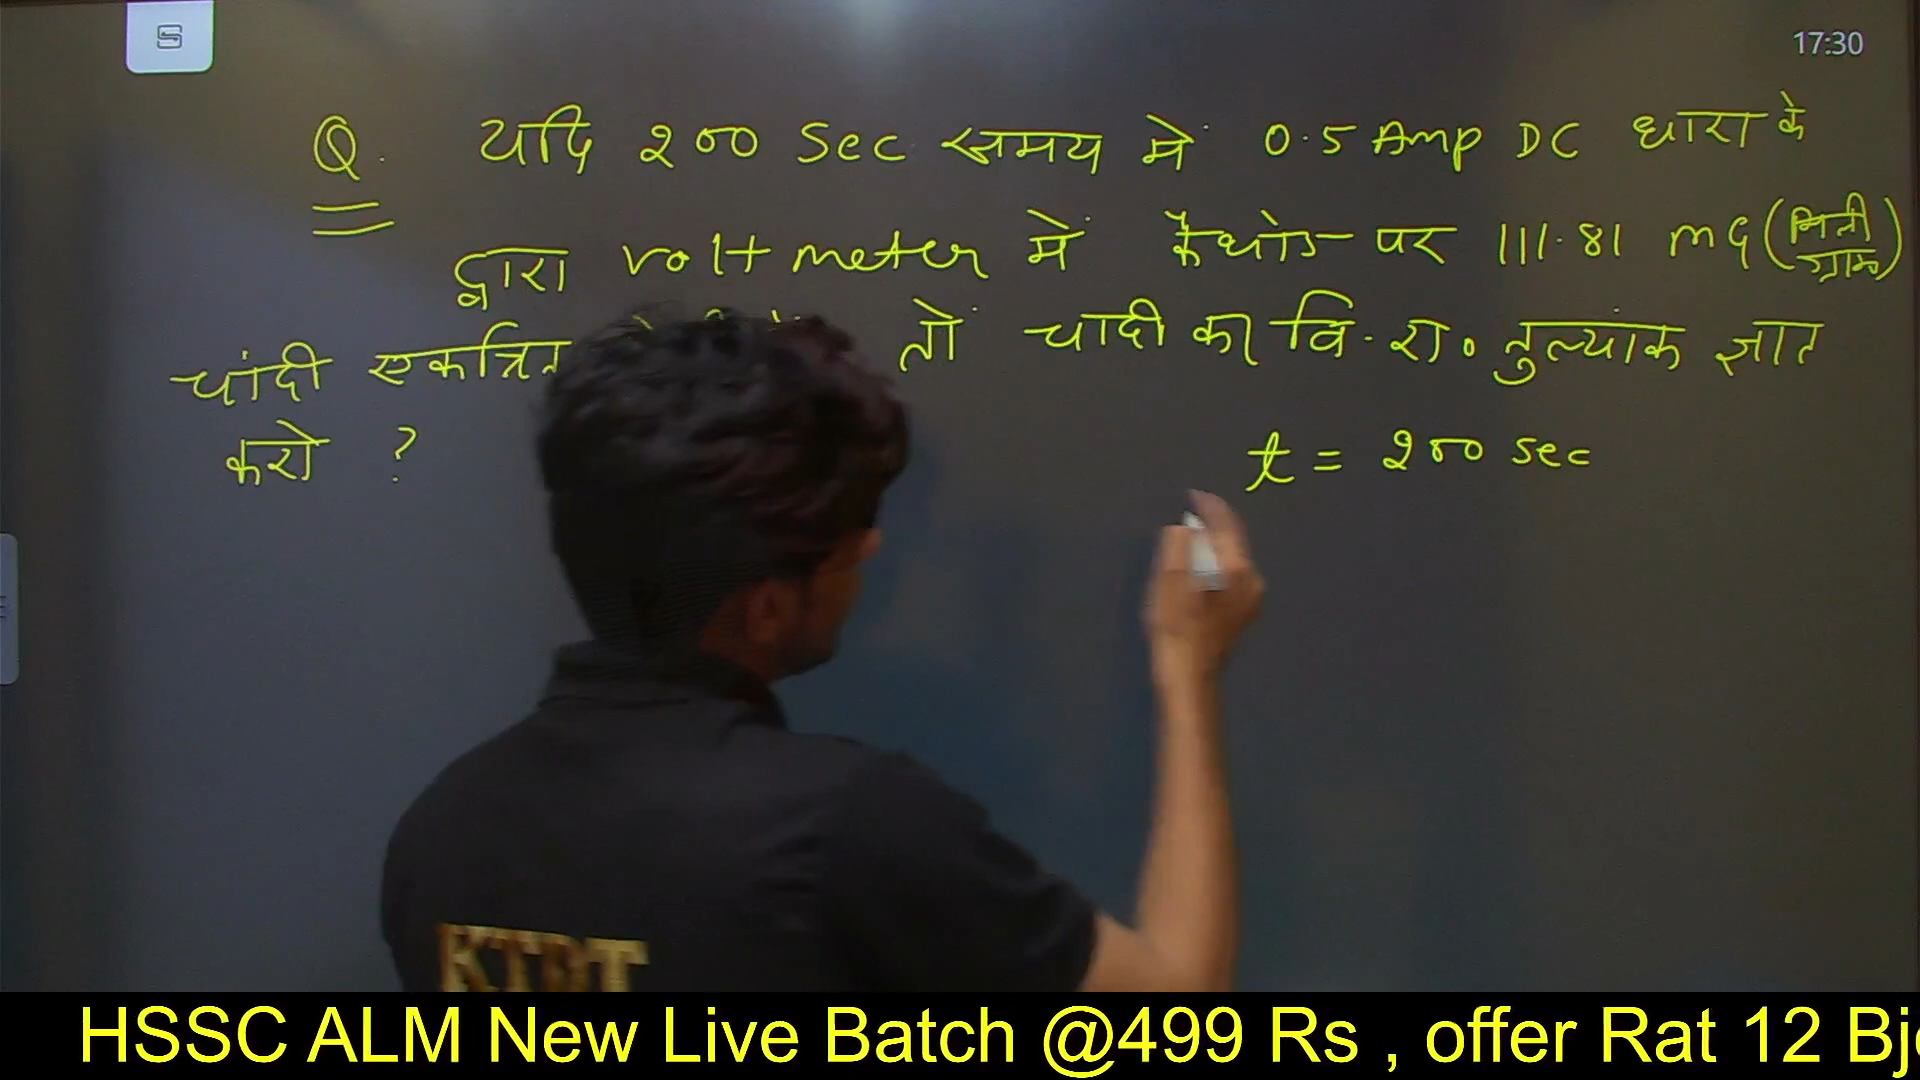 17:30
Q. यदि 200 Sec समय में 0.5 Amp DC धारा के
द्वारा voltmeter में कैथोड पर 111.81 mg (मिली ग्राम)
चांदी एकत्रित तो चादी का वि. रा. तुल्यांक ज्ञात
करो ?
t = 200 sec
KTDT
HSSC ALM New Live Batch @499 Rs , offer Rat 12 Bj